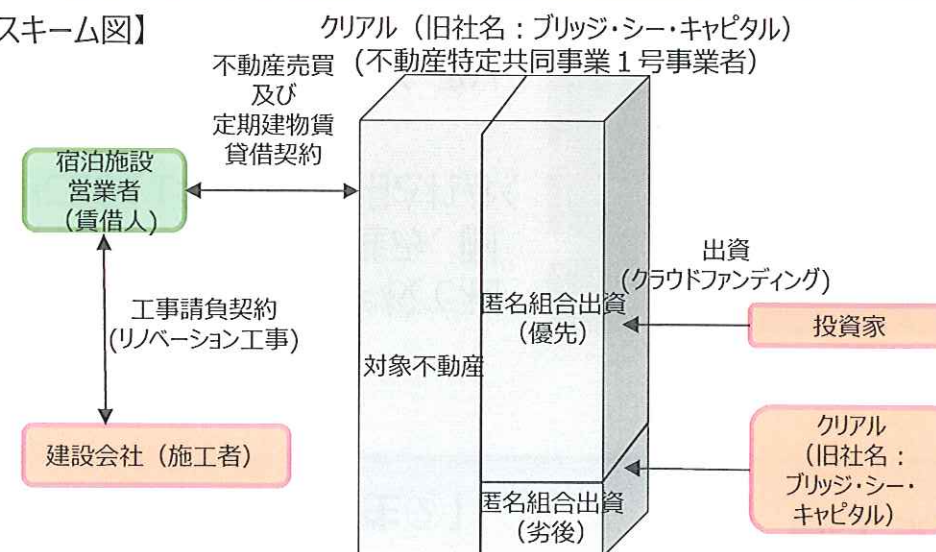 スキーム図】
クリアル（旧社名：ブリッジ・シー・キャピタル）
(不動産特定共同事業１号事業者)
不動産売買
及び
定期建物賃
貸借契約
宿泊施設
営業者
（賃借人）
工事請負契約
(リノベーション工事)
建設会社（施工者）
対象不動産
匿名組合出資
（優先）
匿名組合出資
（劣後）
出資
(クラウドファンディング)
投資家
クリアル
（旧社名：
ブリッジ・シー・
キャピタル）